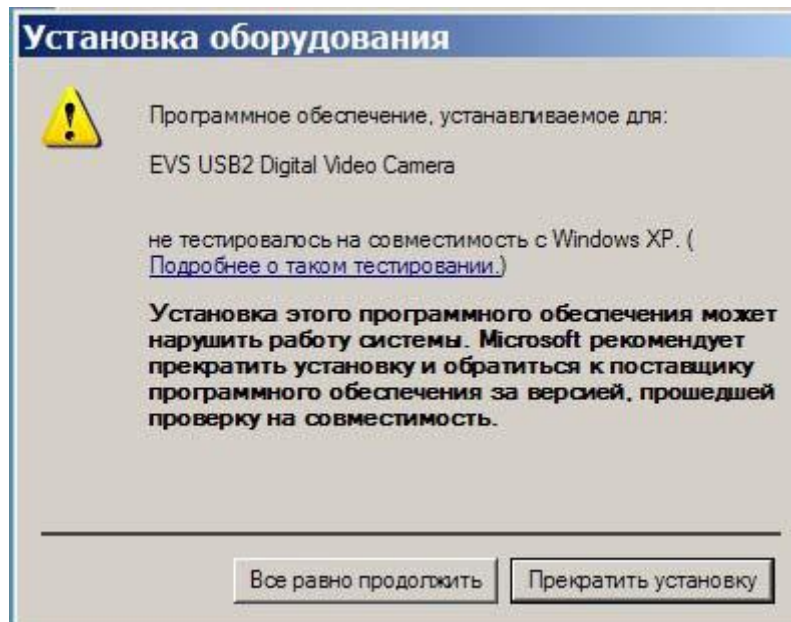 Установка оборудования
Программное обеспечение, устанавливаемое для:
EVS USB2 Digital Video Camera
не тестировалось на совместимость с Windows XP. (
Подробнее о таком тестировании.)
Установка этого программного обеспечения может
нарушить работу системы. Microsoft рекомендует
прекратить установку и обратиться к поставщику
программного обеспечения за версией, прошедшей
проверку на совместимость.
Все равно продолжить
Прекратить установку